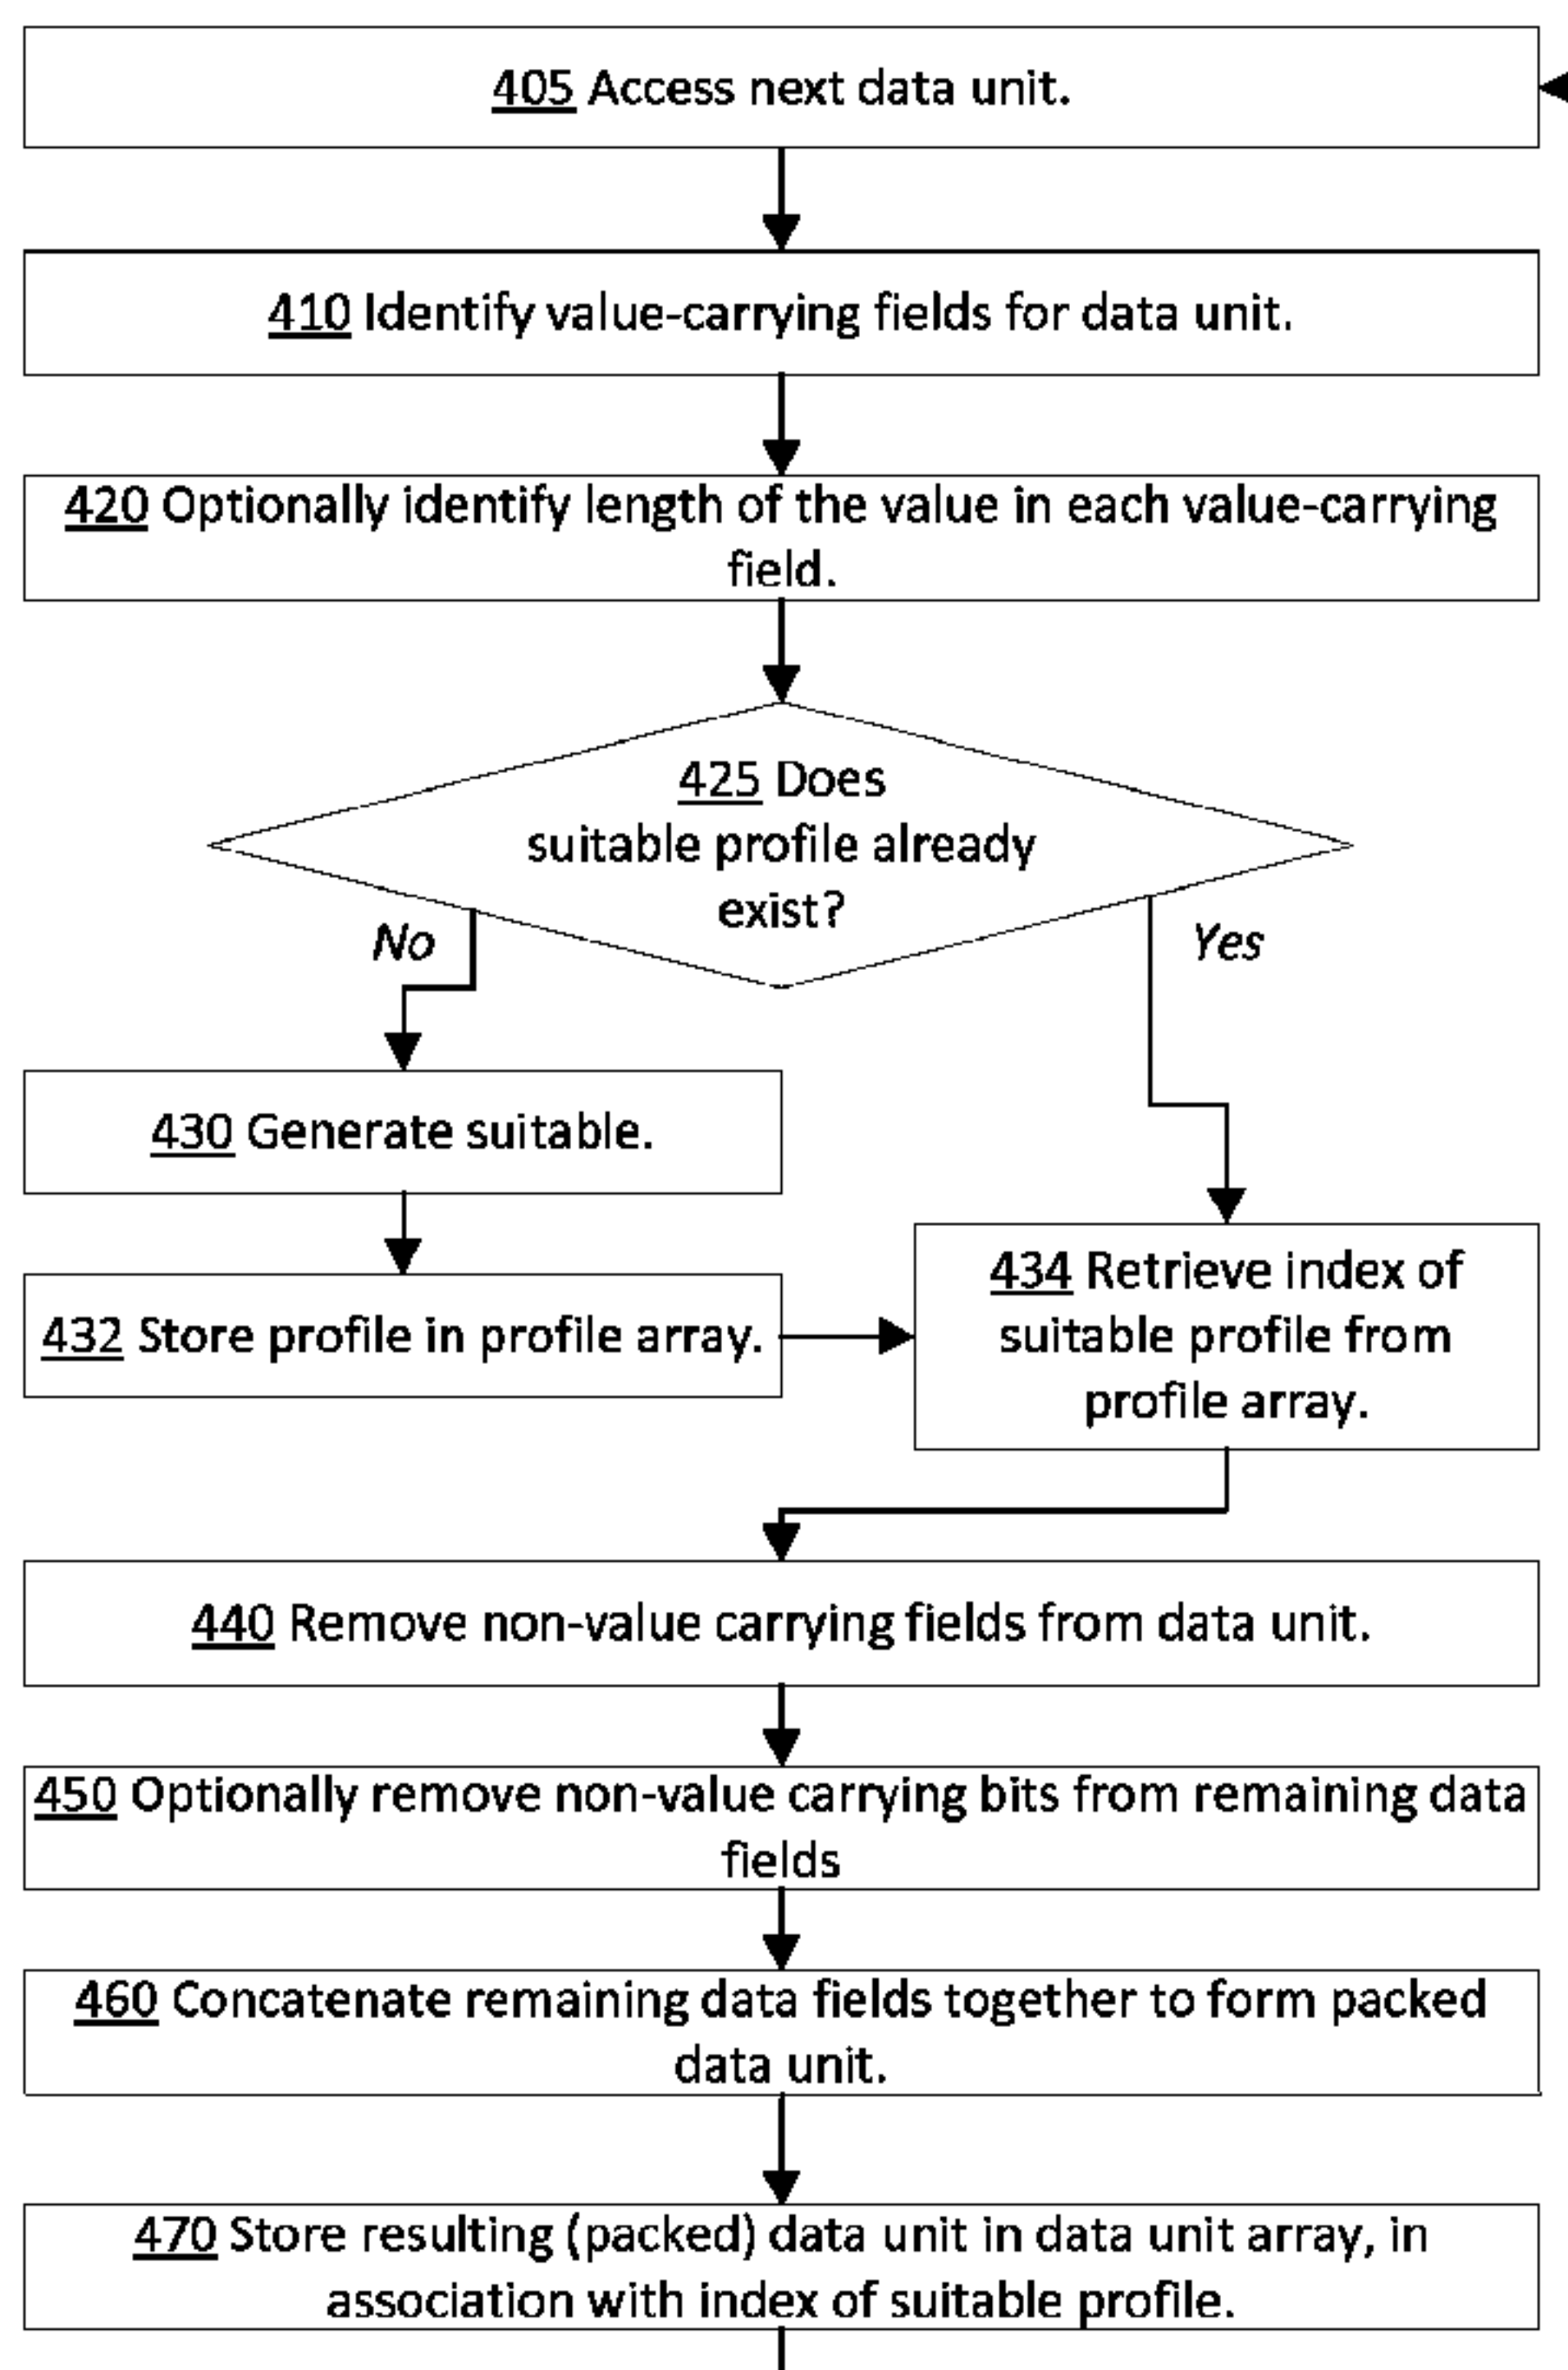 405 Access next data unit.
410 Identify value-carrying fields for data unit.
420 Optionally identify length of the value in each value-carrying
field.
425 Does
suitable profile already
exist?
No
Yes
430 Generate suitable.
432 Store profile in profile array.
434 Retrieve index of
suitable profile from
profile array.
440 Remove non-value carrying fields from data unit.
450 Optionally remove non-value carrying bits from remaining data
fields
460 Concatenate remaining data fields together to form packed
data unit.
470 Store resulting (packed) data unit in data unit array, in
association with index of suitable profile.